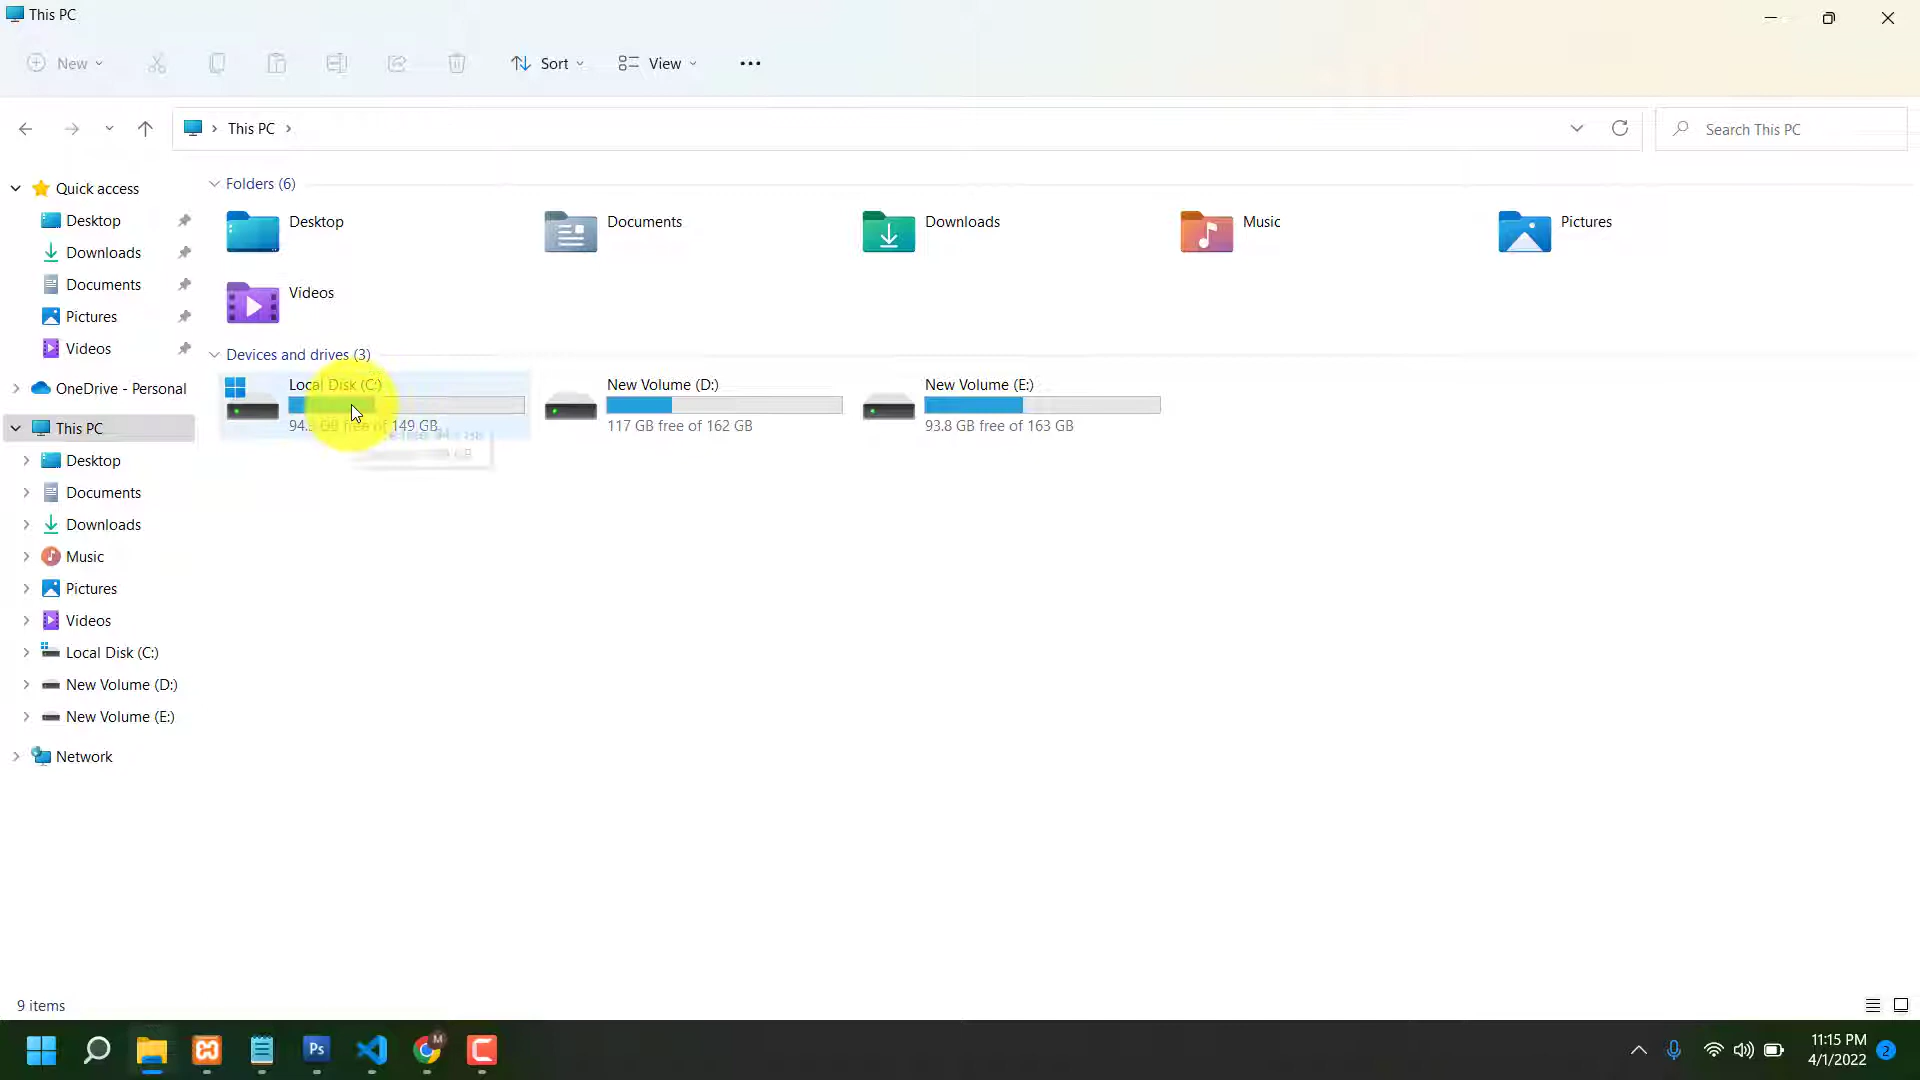 This PC
New
Sort
View
This PC
Search This PC
Quick access
Desktop
Downloads
Documents
Pictures
Videos
OneDrive - Personal
This PC
Desktop
Documents
Downloads
Music
Pictures
Videos
Local Disk (C:)
New Volume (D:)
New Volume (E:)
Network
Folders (6)
Desktop
Documents
Downloads
Music
Pictures
Videos
Devices and drives (3)
Local Disk (C:)
GB free of 149 GB
New Volume (D:)
117 GB free of 162 GB
New Volume (E:)
93.8 GB free of 163 GB
9 items
Ps
M
11:15 PM
4/1/2022
2